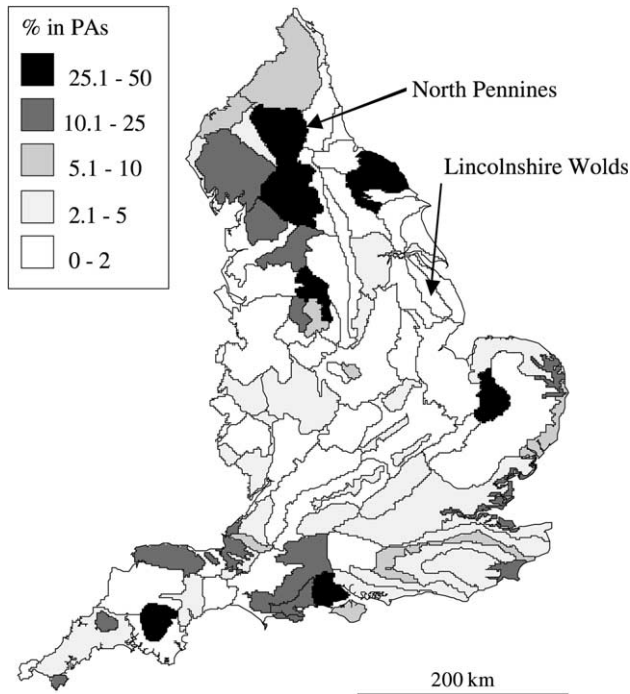 % in PAs
25.1 - 50
10.1 - 25
5.1 - 10
2.1 - 5
0 - 2
North Pennines
Lincolnshire Wolds
200 km